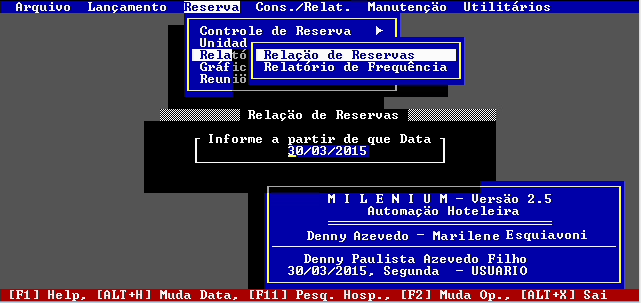 Arquivo Lançamento Reserva Cons./Relat. Manutenção Utilitários
Controle de Reserva ►
Unidad
Relató
Gráfic
Reuniõ
Relação de Reservas
Relatório de Frequência
Relação de Reservas
Informe a partir de que Data
30/03/2015
M I L E N I U M - Versão 2.5
Automação Hoteleira
Denny Azevedo - Marilene Esquiavoni
Denny Paulista Azevedo Filho
30/03/2015, Segunda - USUARIO
[F1] Help, [ALT+H] Muda Data, [F11] Pesq. Hosp., [F2] Muda Op., [ALT+X] Sai